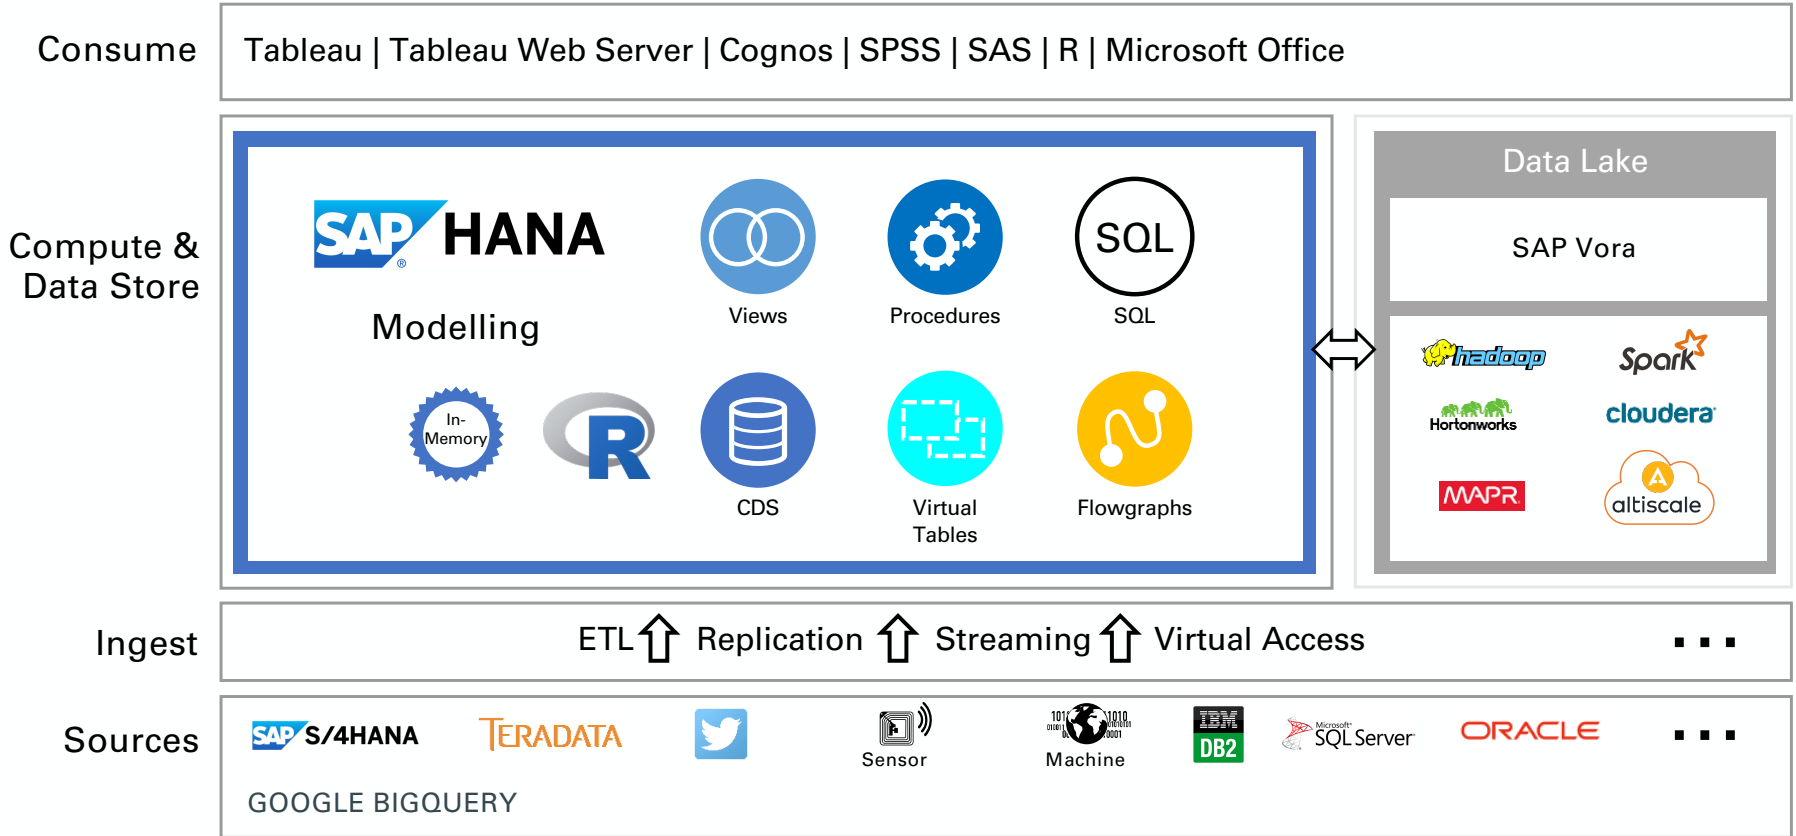 Consume
Tableau | Tableau Web Server | Cognos | SPSS | SAS | R | Microsoft Office
Compute &
Data Store
SAP® HANA
Modelling
In-
Memory
R
Views
Procedures
SQL
SQL
CDS
Virtual
Tables
Flowgraphs
Data Lake
SAP Vora
hadoop
Spark
Hortonworks
cloudera
MAPR
altiscale
Ingest
ETL Replication Streaming Virtual Access
...
Sources
SAP S/4HANA
TERADATA
Sensor
Machine
IBM
DB2
Microsoft®
SQL Server
ORACLE
...
GOOGLE BIGQUERY